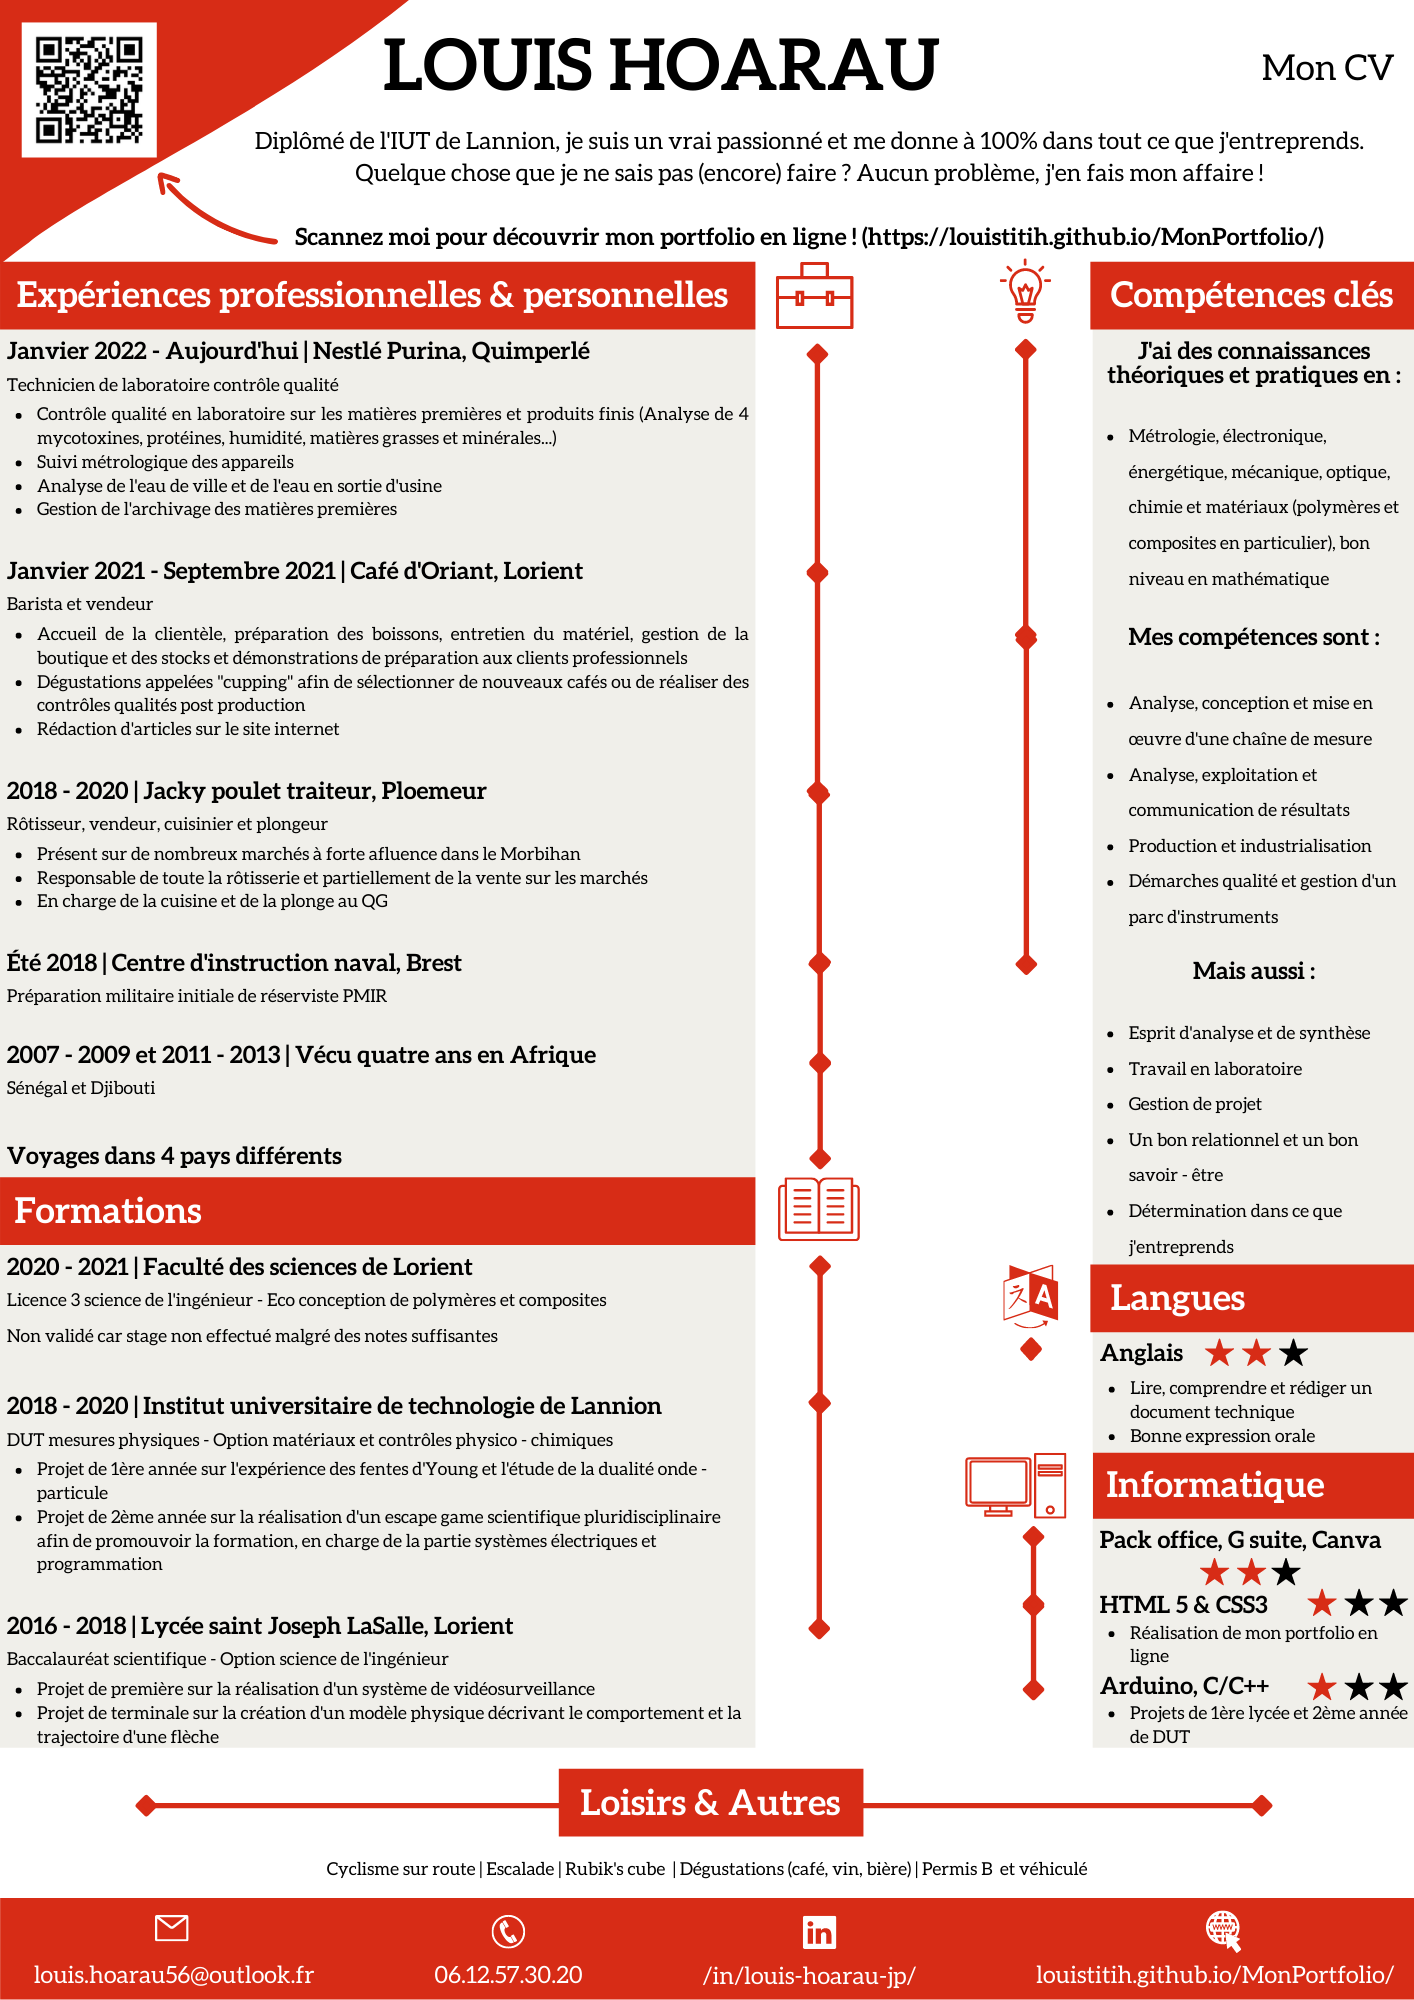 LOUIS HOARAU
Mon CV
Diplômé de l'IUT de Lannion, je suis un vrai passionné et me donne à 100% dans tout ce que j'entreprends.
Quelque chose que je ne sais pas (encore) faire ? Aucun problème, j'en fais mon affaire !
Scannez moi pour découvrir mon portfolio en ligne ! (https://louistitih.github.io/MonPortfolio/)
Expériences professionnelles & personnelles
Janvier 2022 - Aujourd'hui | Nestlé Purina, Quimperlé
Technicien de laboratoire contrôle qualité
• Contrôle qualité en laboratoire sur les matières premières et produits finis (Analyse de 4
mycotoxines, protéines, humidité, matières grasses et minérales...)
• Suivi métrologique des appareils
• Analyse de l'eau de ville et de l'eau en sortie d'usine
• Gestion de l'archivage des matières premières
Janvier 2021 - Septembre 2021 | Café d'Oriant, Lorient
Barista et vendeur
• Accueil de la clientèle, préparation des boissons, entretien du matériel, gestion de la
boutique et des stocks et démonstrations de préparation aux clients professionnels
• Dégustations appelées "cupping" afin de sélectionner de nouveaux cafés ou de réaliser des
contrôles qualités post production
• Rédaction d'articles sur le site internet
2018 - 2020 | Jacky poulet traiteur, Ploemeur
Rôtisseur, vendeur, cuisinier et plongeur
• Présent sur de nombreux marchés à forte afluence dans le Morbihan
• Responsable de toute la rôtisserie et partiellement de la vente sur les marchés
• En charge de la cuisine et de la plonge au QG
Été 2018 | Centre d'instruction naval, Brest
Préparation militaire initiale de réserviste PMIR
2007 - 2009 et 2011 - 2013 | Vécu quatre ans en Afrique
Sénégal et Djibouti
Voyages dans 4 pays différents
Formations
2020 - 2021 | Faculté des sciences de Lorient
Licence 3 science de l'ingénieur - Eco conception de polymères et composites
Non validé car stage non effectué malgré des notes suffisantes
2018 - 2020 | Institut universitaire de technologie de Lannion
DUT mesures physiques - Option matériaux et contrôles physico - chimiques
• Projet de 1ère année sur l'expérience des fentes d'Young et l'étude de la dualité onde -
particule
• Projet de 2ème année sur la réalisation d'un escape game scientifique pluridisciplinaire
afin de promouvoir la formation, en charge de la partie systèmes électriques et
programmation
2016 - 2018 | Lycée saint Joseph LaSalle, Lorient
Baccalauréat scientifique - Option science de l'ingénieur
• Projet de première sur la réalisation d'un système de vidéosurveillance
• Projet de terminale sur la création d'un modèle physique décrivant le comportement et la
trajectoire d'une flèche
Compétences clés
J'ai des connaissances
théoriques et pratiques en :
• Métrologie, électronique,
énergétique, mécanique, optique,
chimie et matériaux (polymères et
composites en particulier), bon
niveau en mathématique
Mes compétences sont :
• Analyse, conception et mise en
œuvre d'une chaîne de mesure
• Analyse, exploitation et
communication de résultats
• Production et industrialisation
• Démarches qualité et gestion d'un
parc d'instruments
Mais aussi :
• Esprit d'analyse et de synthèse
• Travail en laboratoire
• Gestion de projet
• Un bon relationnel et un bon
savoir - être
• Détermination dans ce que
j'entreprends
A
Langues
Anglais
• Lire, comprendre et rédiger un
document technique
• Bonne expression orale
Informatique
Pack office, G suite, Canva
HTML 5 & CSS3
• Réalisation de mon portfolio en
ligne
Arduino, C/C++
• Projets de 1ère lycée et 2ème année
de DUT
Loisirs & Autres
Cyclisme sur route | Escalade | Rubik's cube | Dégustations (café, vin, bière) | Permis B et véhiculé
in
www
louis.hoarau56@outlook.fr
06.12.57.30.20
/in/louis-hoarau-jp/
louistitih.github.io/MonPortfolio/